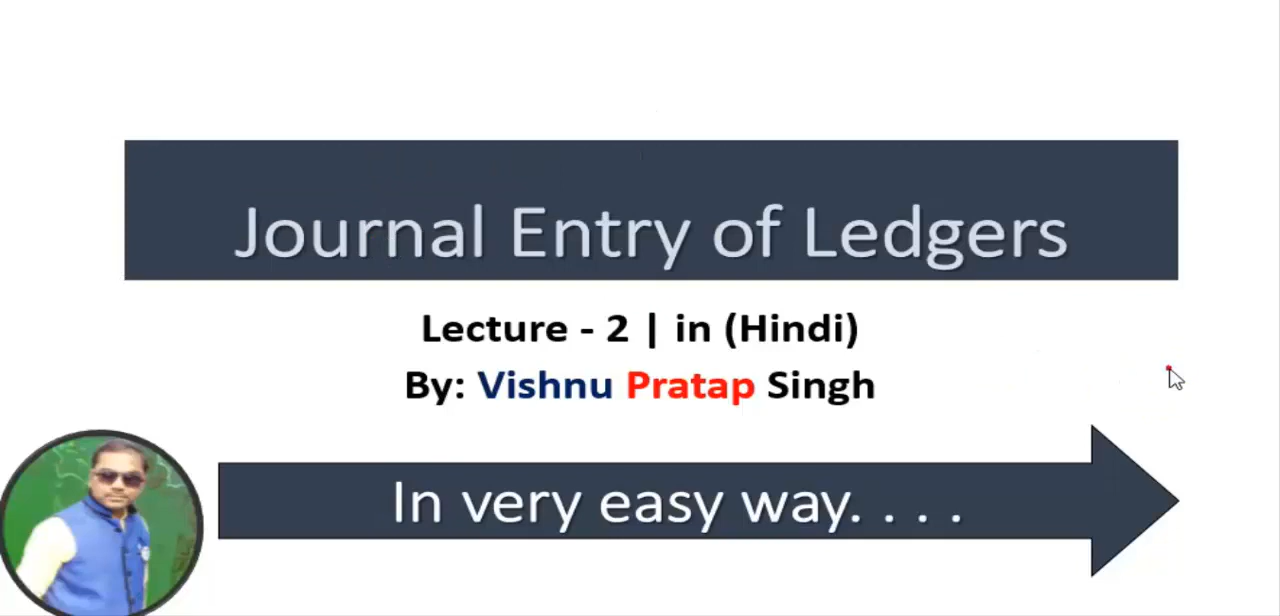 Journal Entry of Ledgers
Lecture - 2 | in (Hindi)
By: Vishnu Pratap Singh
In very easy way. . . .